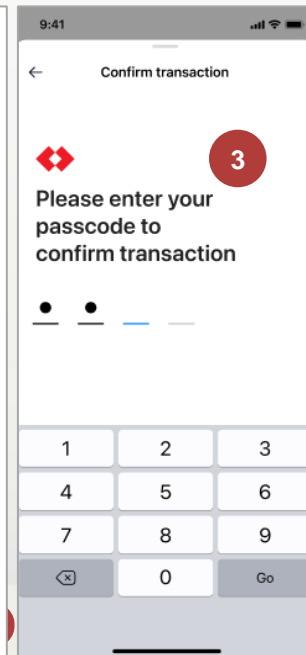 9:41
Confirm transaction
3
Please enter your
passcode to
confirm transaction
1 2 3
4 5 6
7 8 9
0 Go